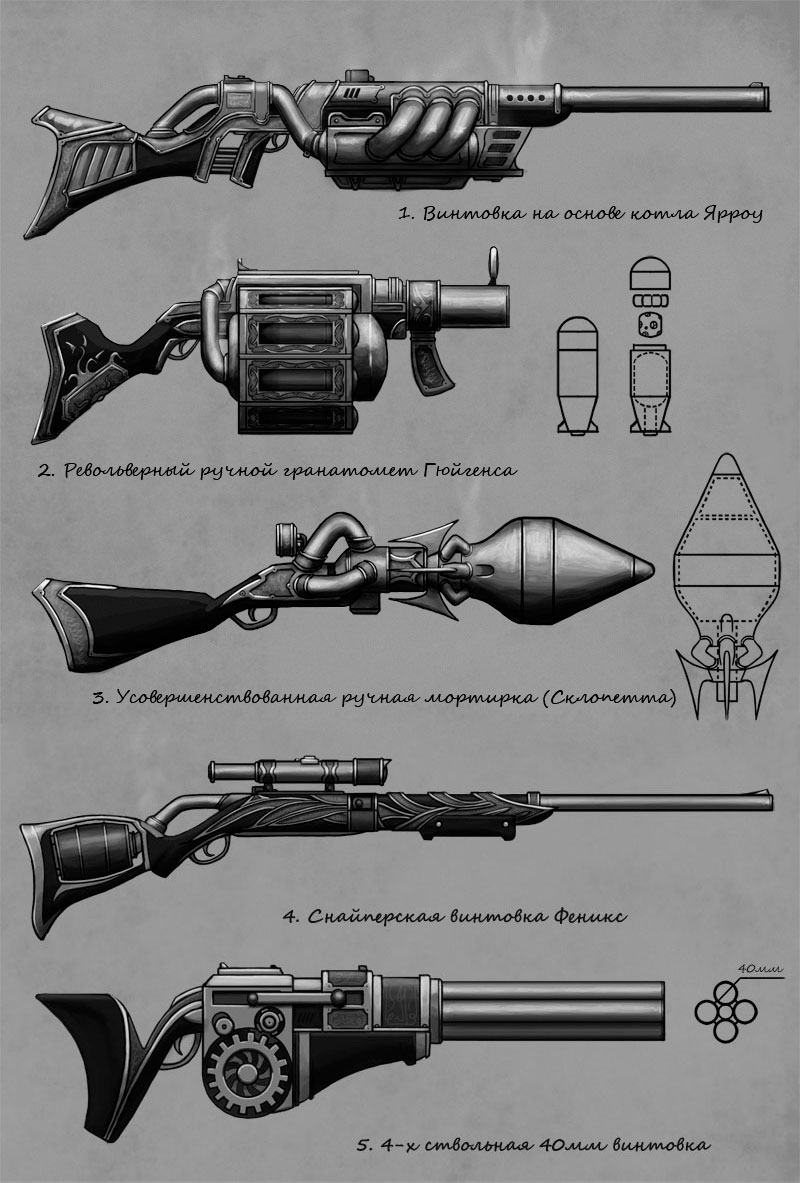 1. Винтовка на основе котла Ярроу
2. Револьверный ручной гранатомет Гюйгенса
3. Усовершенствованная ручная мортирка (Склопетта)
4. Снайперская винтовка Феникс
40мм
5. 4-х ствольная 40мм винтовка